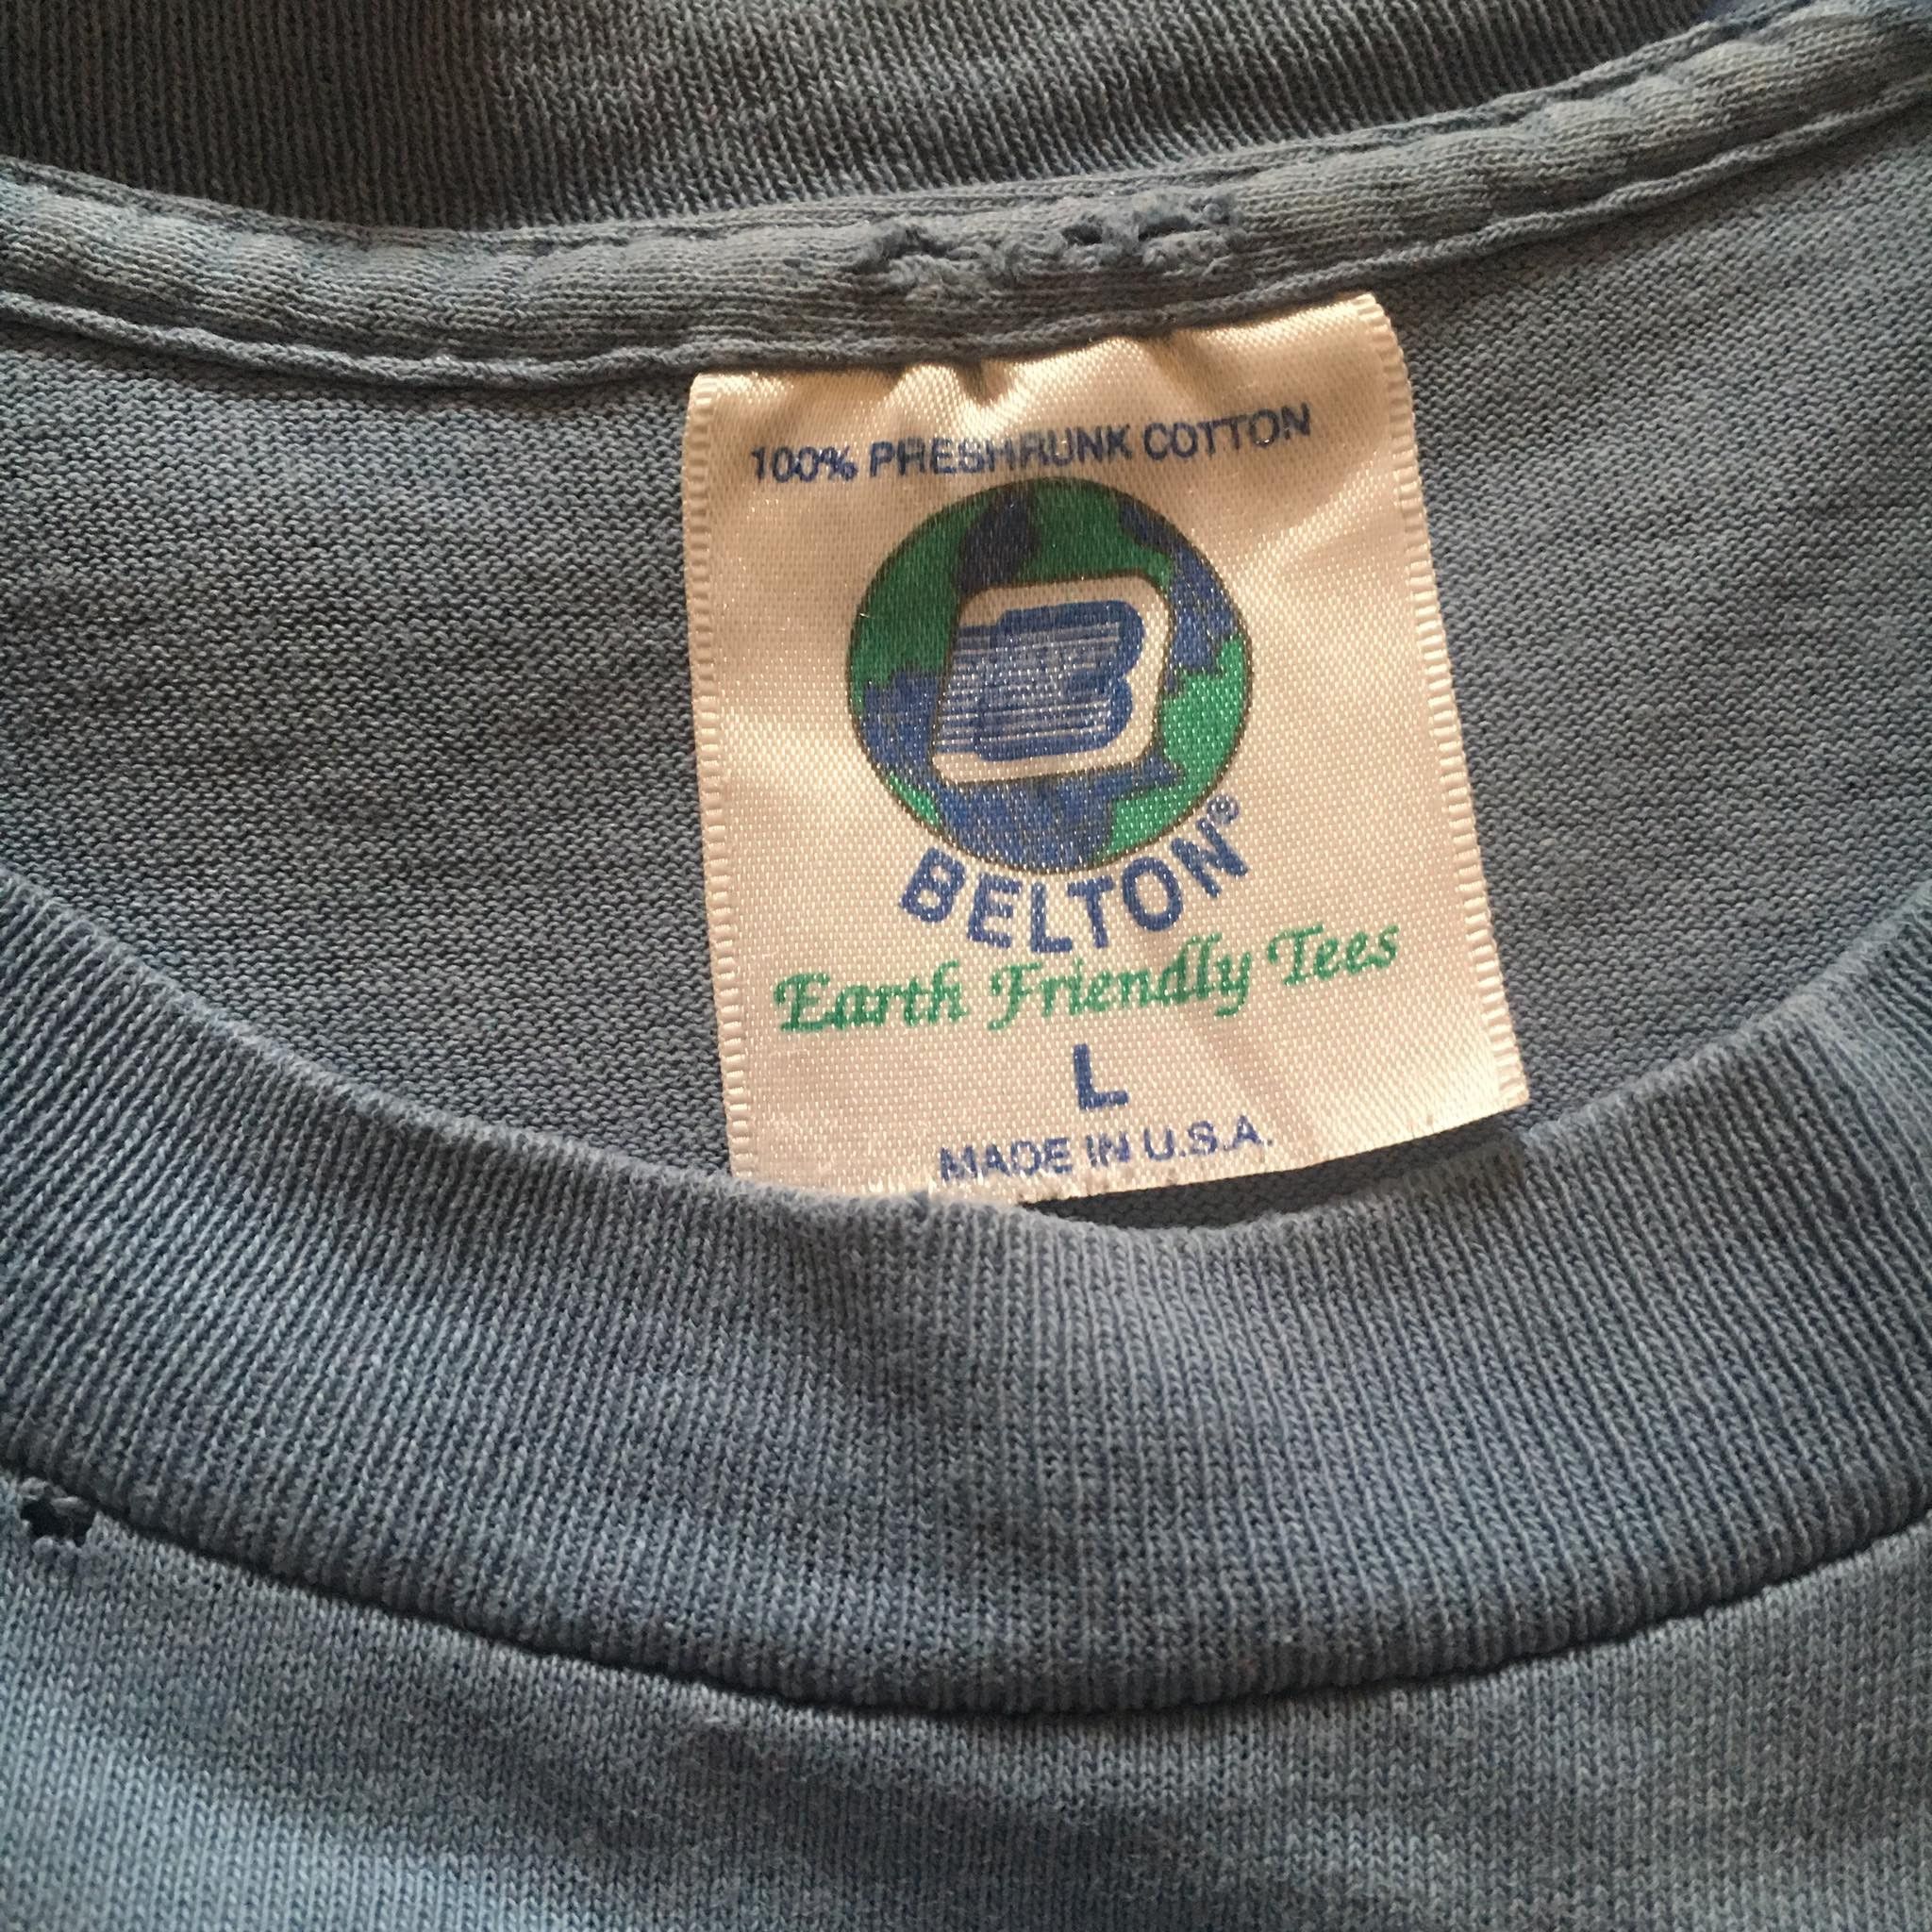 100% PRESHRUNK COTTON
B
BELTON®
Earth Friendly Tees
L
MADE IN U.S.A.